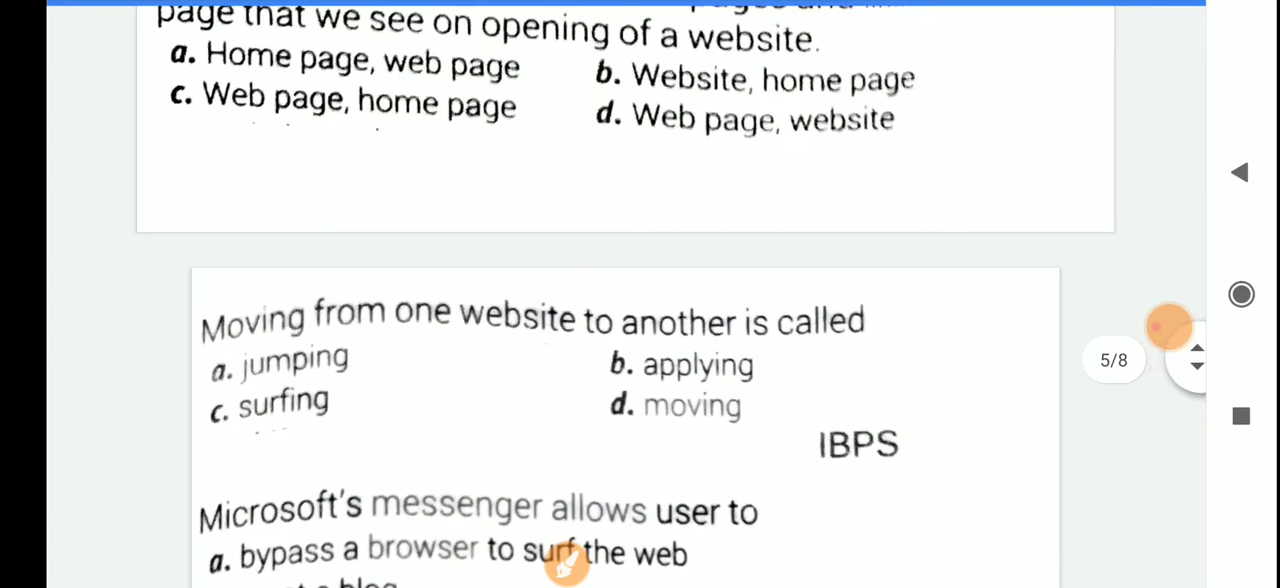 page that we see on opening of a website.
a. Home page, web page b. Website, home page
c. Web page, home page d. Web page, website
Moving from one website to another is called
a. jumping b. applying
c. surfing d. moving
5/8
IBPS
Microsoft's messenger allows user to
a. bypass a browser to surf the web